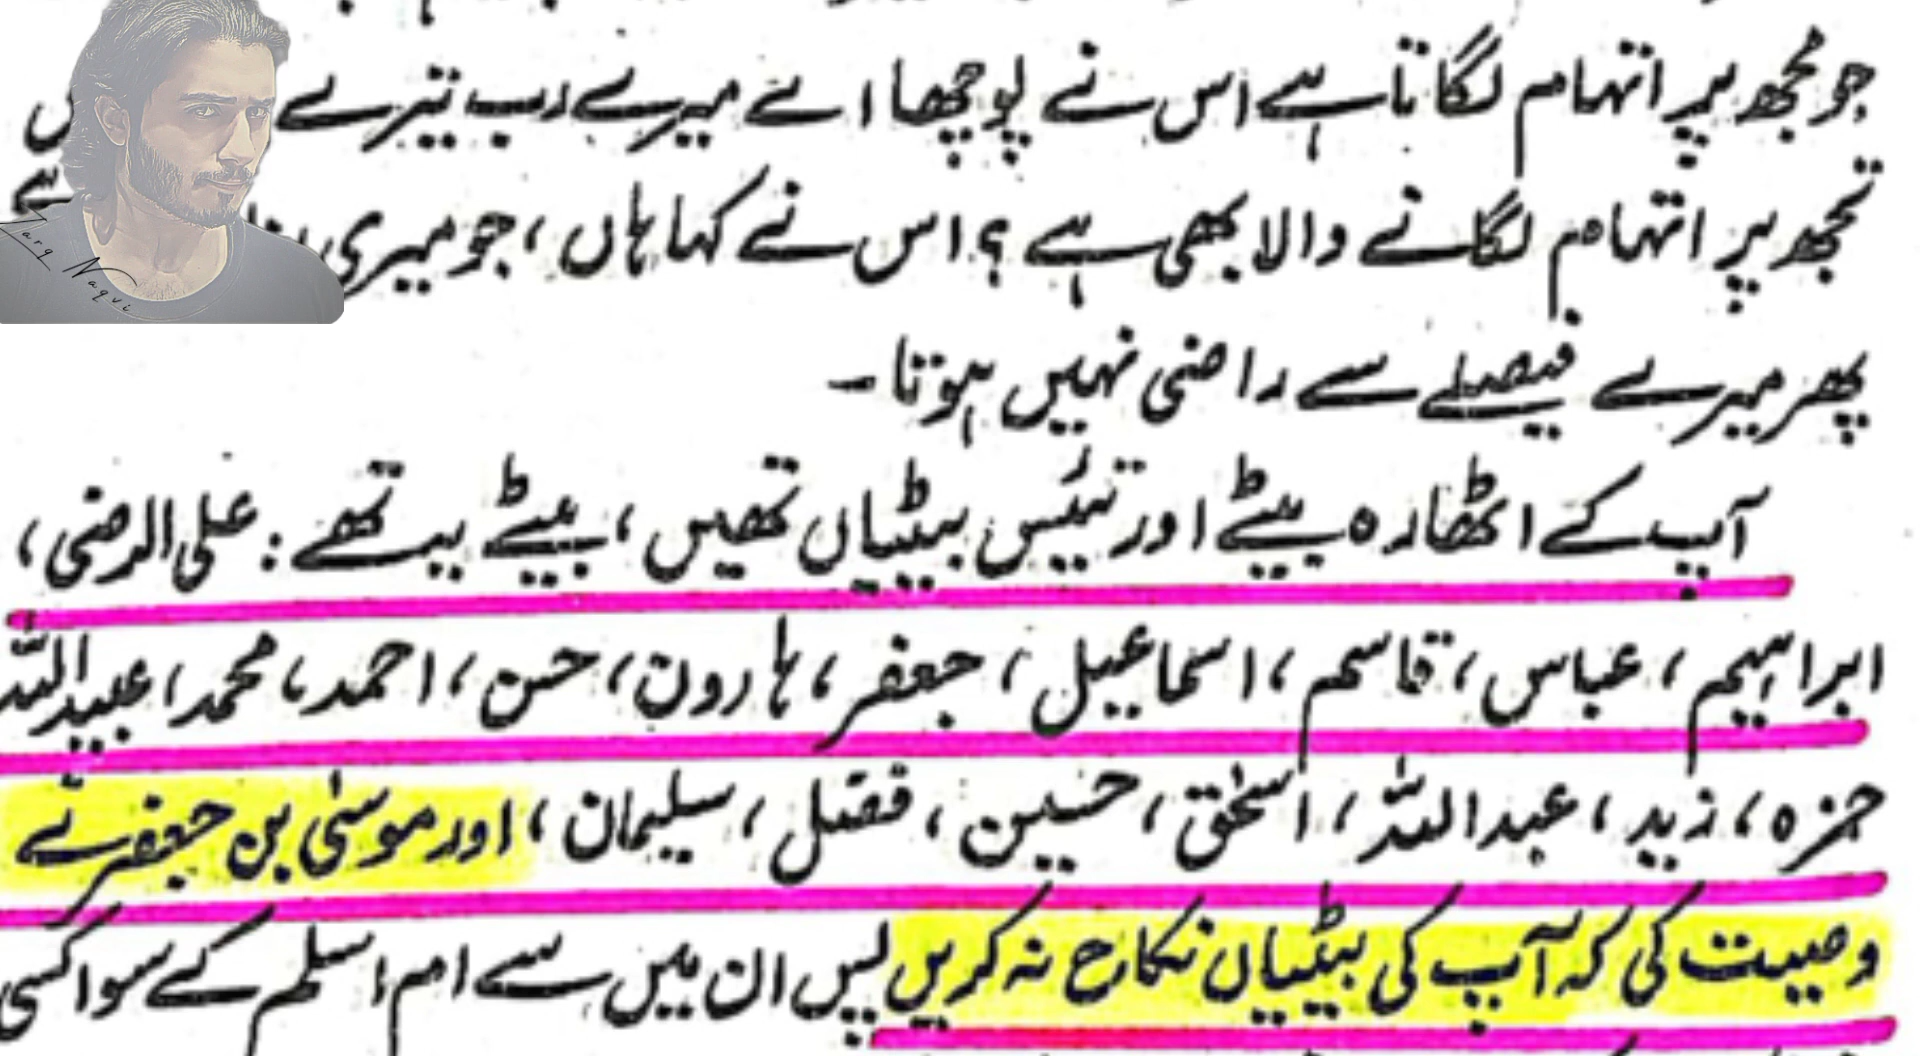 جو مجھ پر اتہام لگاتا ہے اس نے پوچھا اے میرے رب تیرے
تجھ پر اتہام لگانے والا بھی ہے ؟ اس نے کہا ہاں ، جو میری
پھر میرے فیصلے سے راضی نہیں ہوتا -
آپ کے اٹھارہ بیٹے اور تیئیس بیٹیاں تھیں ، بیٹے یہ تھے : علی الرضی ،
ابراہیم ، عباس ، قاسم ، اسماعیل ، جعفر ، ہارون ، حسن ، احمد ، محمد ، عبیداللہ
حمزہ ، زید ، عبداللہ ، اسحٰق ، حسین ، فضل ، سلیمان ، اور موسیٰ بن جعفر نے
وصیت کی کہ آپ کی بیٹیاں نکاح نہ کریں پس ان میں سے ام اسلم کے سوا کسی
Zarq Naqvi